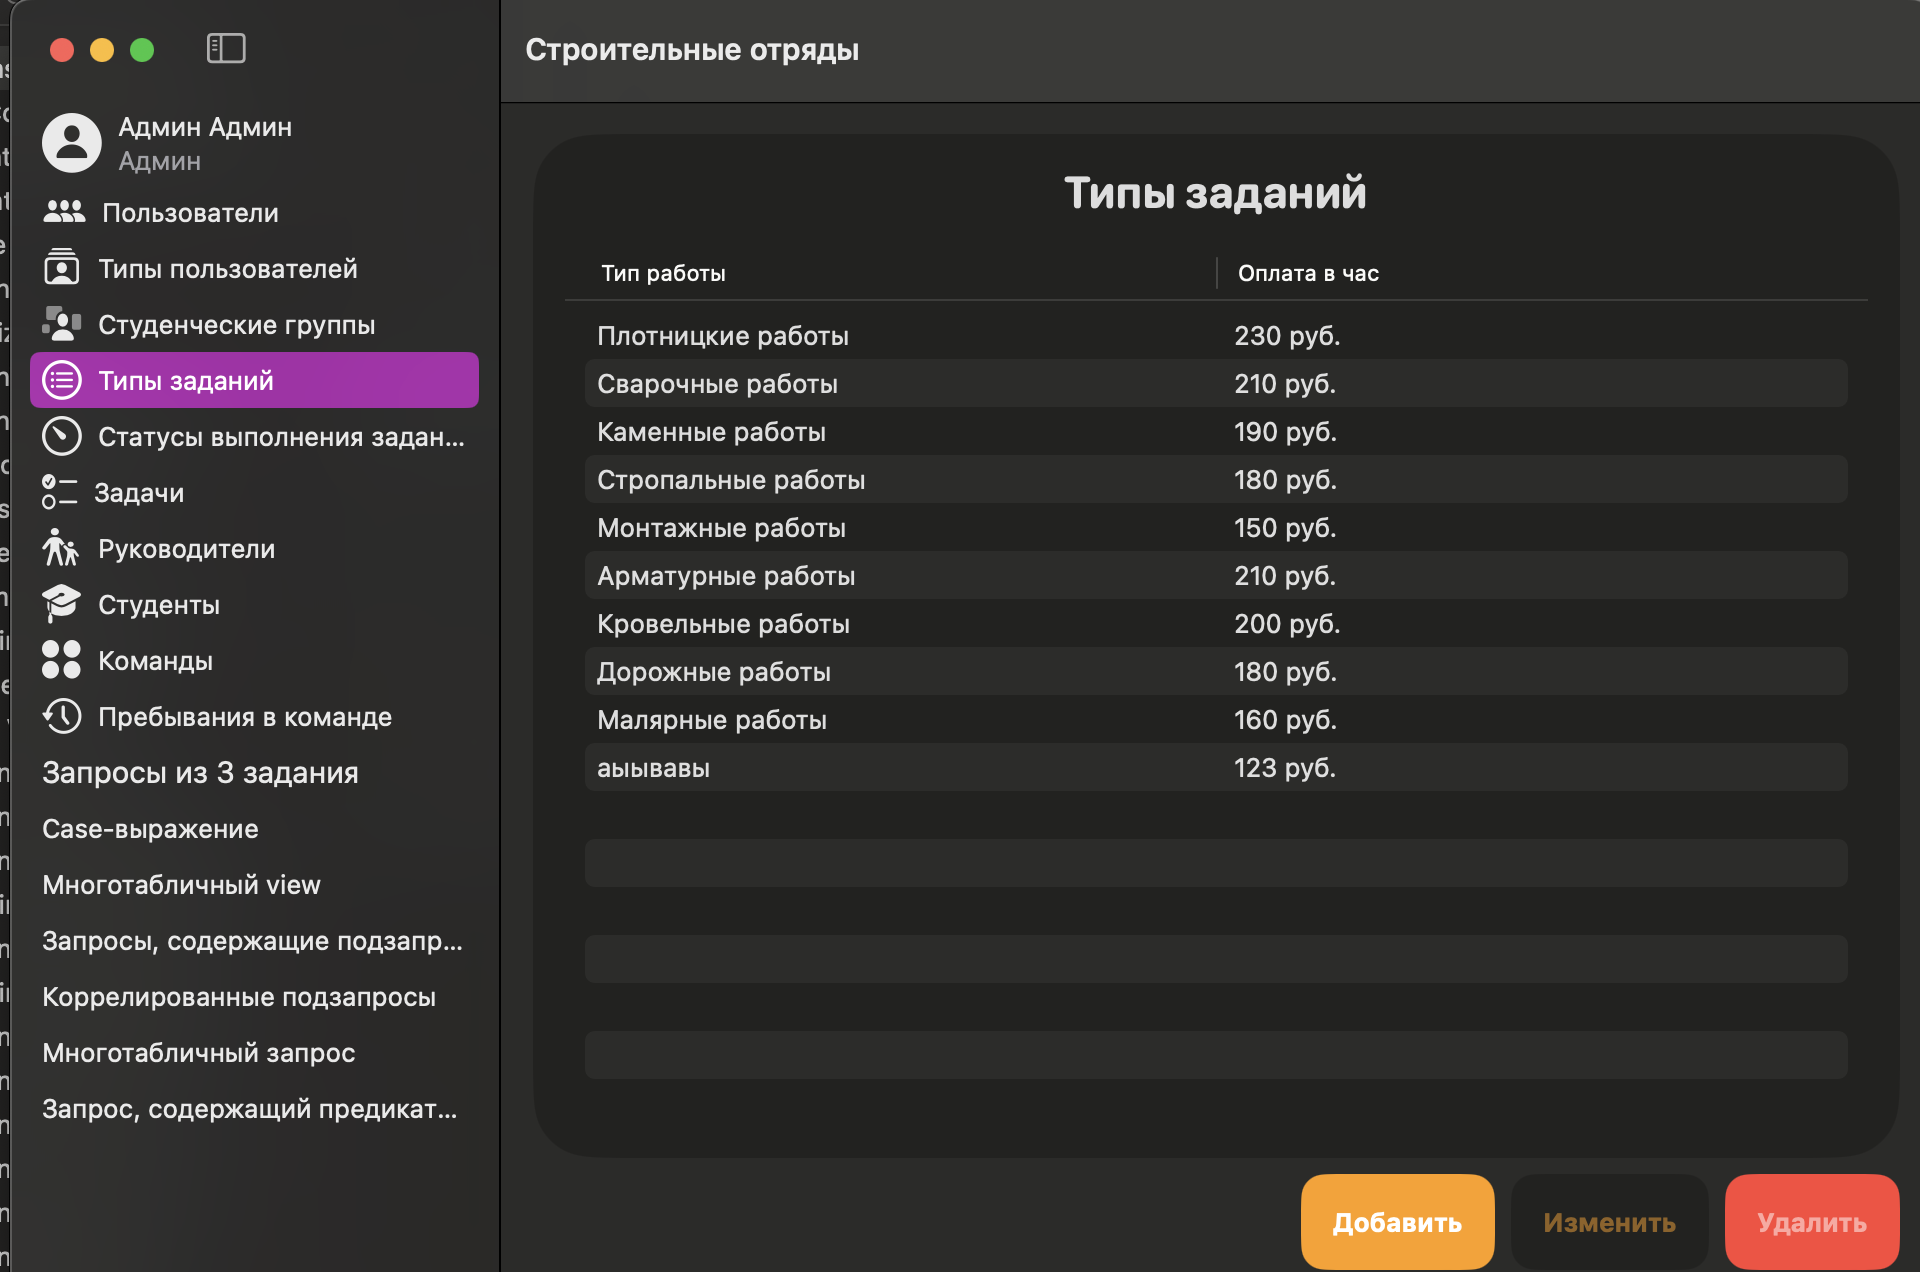 Строительные отряды
Админ Админ
Админ
Пользователи
Типы пользователей
Студенческие группы
Типы заданий
Статусы выполнения задан...
Задачи
Руководители
Студенты
Команды
Пребывания в команде
Запросы из 3 задания
Case-выражение
Многотабличный view
Запросы, содержащие подзапр...
Коррелированные подзапросы
Многотабличный запрос
Запрос, содержащий предикат...
Типы заданий
Тип работы Оплата в час
Плотницкие работы 230 руб.
Сварочные работы 210 руб.
Каменные работы 190 руб.
Стропальные работы 180 руб.
Монтажные работы 150 руб.
Арматурные работы 210 руб.
Кровельные работы 200 руб.
Дорожные работы 180 руб.
Малярные работы 160 руб.
аыывавы 123 руб.
Добавить Изменить Удалить